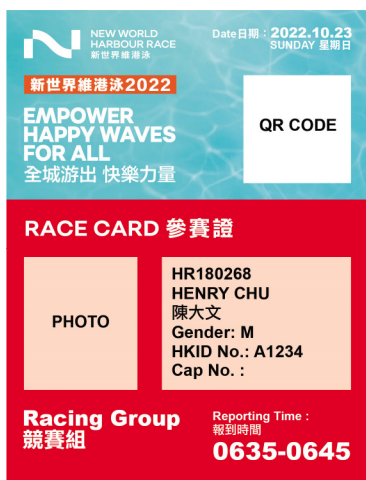 NEW WORLD
HARBOUR RACE
新世界維港泳
Date日期：2022.10.23
SUNDAY 星期日
新世界維港泳2022
EMPOWER
HAPPY WAVES
FOR ALL
全城游出 快樂力量
QR CODE
RACE CARD 參賽證
PHOTO
HR180268
HENRY CHU
陳大文
Gender: M
HKID No.: A1234
Cap No. :
Racing Group
競賽組
Reporting Time :
報到時間
0635-0645